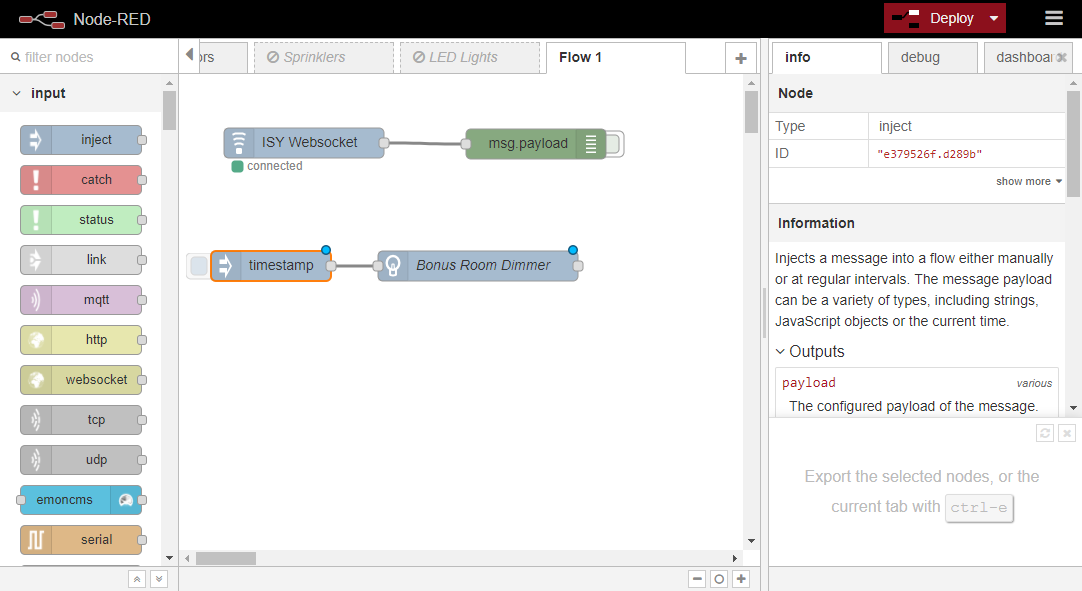 Node-RED
Deploy
filter nodes
ors
Sprinklers
LED Lights
Flow 1
info
debug
dashboar
input
inject
catch
status
link
mqtt
http
websocket
tcp
udp
emoncms
serial
ISY Websocket
connected
msg.payload
timestamp
Bonus Room Dimmer
Node
Type inject
ID "e379526f.d289b"
show more
Information
Injects a message into a flow either manually
or at regular intervals. The message payload
can be a variety of types, including strings,
JavaScript objects or the current time.
Outputs
payload various
The configured payload of the message.
Export the selected nodes, or the
current tab with ctrl-e